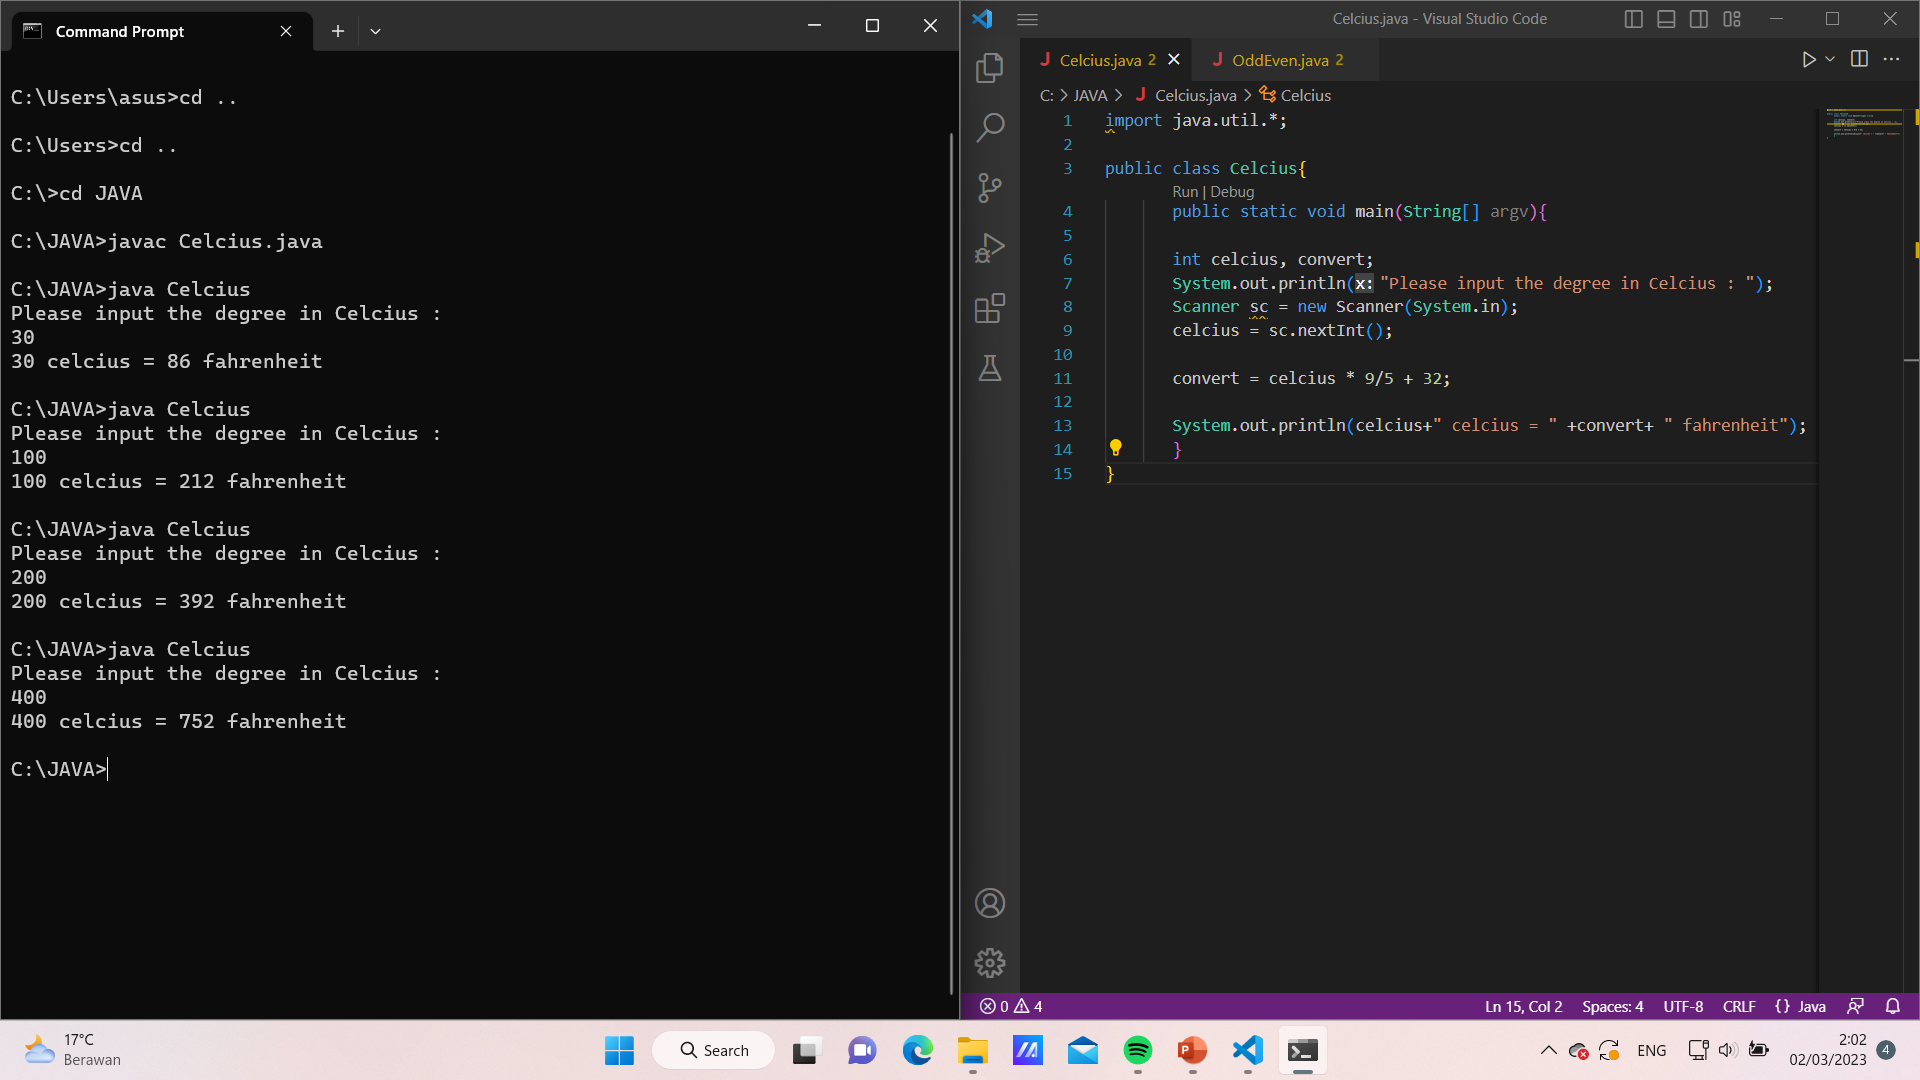 Command Prompt
C:\Users\asus>cd ..
C:\Users>cd ..
C:\>cd JAVA
C:\JAVA>javac Celcius.java
C:\JAVA>java Celcius
Please input the degree in Celcius :
30
30 celcius = 86 fahrenheit
C:\JAVA>java Celcius
Please input the degree in Celcius :
100
100 celcius = 212 fahrenheit
C:\JAVA>java Celcius
Please input the degree in Celcius :
200
200 celcius = 392 fahrenheit
C:\JAVA>java Celcius
Please input the degree in Celcius :
400
400 celcius = 752 fahrenheit
C:\JAVA>
Celcius.java - Visual Studio Code
J Celcius.java 2
J OddEven.java 2
C: > JAVA > J Celcius.java > Celcius
1 import java.util.*;
2
3 public class Celcius{
Run | Debug
4 public static void main(String[] argv){
5
6 int celcius, convert;
7 System.out.println(x: "Please input the degree in Celcius : ");
8 Scanner sc = new Scanner(System.in);
9 celcius = sc.nextInt();
10
11 convert = celcius * 9/5 + 32;
12
13 System.out.println(celcius+" celcius = " +convert+ " fahrenheit");
14 }
15 }
0 4
Ln 15, Col 2 Spaces: 4 UTF-8 CRLF {} Java
17°C
Berawan
Search
ENG
2:02
02/03/2023
4